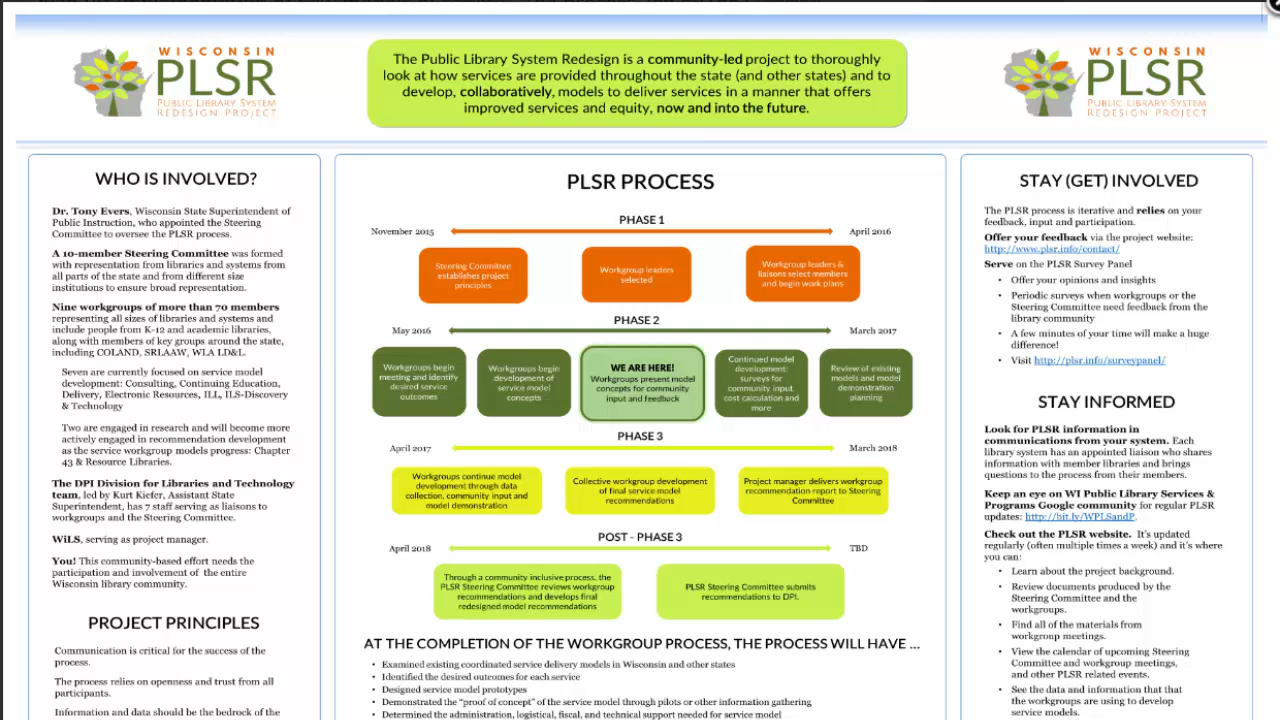 WISCONSIN
PLSR
PUBLIC LIBRARY SYSTEM
REDESIGN PROJECT
The Public Library System Redesign is a community-led project to thoroughly
look at how services are provided throughout the state (and other states) and to
develop, collaboratively, models to deliver services in a manner that offers
improved services and equity, now and into the future.
WISCONSIN
PLSR
PUBLIC LIBRARY SYSTEM
REDESIGN PROJECT
WHO IS INVOLVED?
Dr. Tony Evers, Wisconsin State Superintendent of
Public Instruction, who appointed the Steering
Committee to oversee the PLSR process.
A 10-member Steering Committee was formed
with representation from libraries and systems from
all parts of the state and from different size
institutions to ensure broad representation.
Nine workgroups of more than 70 members
representing all sizes of libraries and systems and
include people from K-12 and academic libraries,
along with members of key groups around the state,
including COLAND, SRLAAW, WLA LD&L.
Seven are currently focused on service model
development: Consulting, Continuing Education,
Delivery, Electronic Resources, ILL, ILS-Discovery
& Technology
Two are engaged in research and will become more
actively engaged in recommendation development
as the service workgroup models progress: Chapter
43 & Resource Libraries.
The DPI Division for Libraries and Technology
team, led by Kurt Kiefer, Assistant State
Superintendent, has 7 staff serving as liaisons to
workgroups and the Steering Committee.
WiLS, serving as project manager.
You! This community-based effort needs the
participation and involvement of the entire
Wisconsin library community.
PROJECT PRINCIPLES
Communication is critical for the success of the
process.
The process relies on openness and trust from all
participants.
Information and data should be the bedrock of the
PLSR PROCESS
PHASE 1
November 2015
April 2016
Steering Committee
establishes project
principles
Workgroup leaders
selected
Workgroup leaders &
liaisons select members
and begin work plans
PHASE 2
May 2016
March 2017
Workgroups begin
meeting and identify
desired service
outcomes
Workgroups begin
development of
service model
concepts
WE ARE HERE!
Workgroups present model
concepts for community
input and feedback
Continued model
development:
surveys for
community input,
cost calculation and
more
Review of existing
models and model
demonstration
planning
PHASE 3
April 2017
March 2018
Workgroups continue model
development through data
collection, community input and
model demonstration
Collective workgroup development
of final service model
recommendations
Project manager delivers workgroup
recommendation report to Steering
Committee
POST - PHASE 3
April 2018
TBD
Through a community inclusive process, the
PLSR Steering Committee reviews workgroup
recommendations and develops final
redesigned model recommendations
PLSR Steering Committee submits
recommendations to DPI.
AT THE COMPLETION OF THE WORKGROUP PROCESS, THE PROCESS WILL HAVE ...
• Examined existing coordinated service delivery models in Wisconsin and other states
• Identified the desired outcomes for each service
• Designed service model prototypes
• Demonstrated the “proof of concept” of the service model through pilots or other information gathering
• Determined the administration, logistical, fiscal, and technical support needed for service model
STAY (GET) INVOLVED
The PLSR process is iterative and relies on your
feedback, input and participation.
Offer your feedback via the project website:
http://www.plsr.info/contact/
Serve on the PLSR Survey Panel
• Offer your opinions and insights
• Periodic surveys when workgroups or the
Steering Committee need feedback from the
library community
• A few minutes of your time will make a huge
difference!
• Visit http://plsr.info/surveypanel/
STAY INFORMED
Look for PLSR information in
communications from your system. Each
library system has an appointed liaison who shares
information with member libraries and brings
questions to the process from their members.
Keep an eye on WI Public Library Services &
Programs Google community for regular PLSR
updates: http://bit.ly/WPLSandP.
Check out the PLSR website. It's updated
regularly (often multiple times a week) and it's where
you can:
• Learn about the project background.
• Review documents produced by the
Steering Committee and the
workgroups.
• Find all of the materials from
workgroup meetings.
• View the calendar of upcoming Steering
Committee and workgroup meetings,
and other PLSR related events.
• See the data and information that that
the workgroups are using to develop
service models.